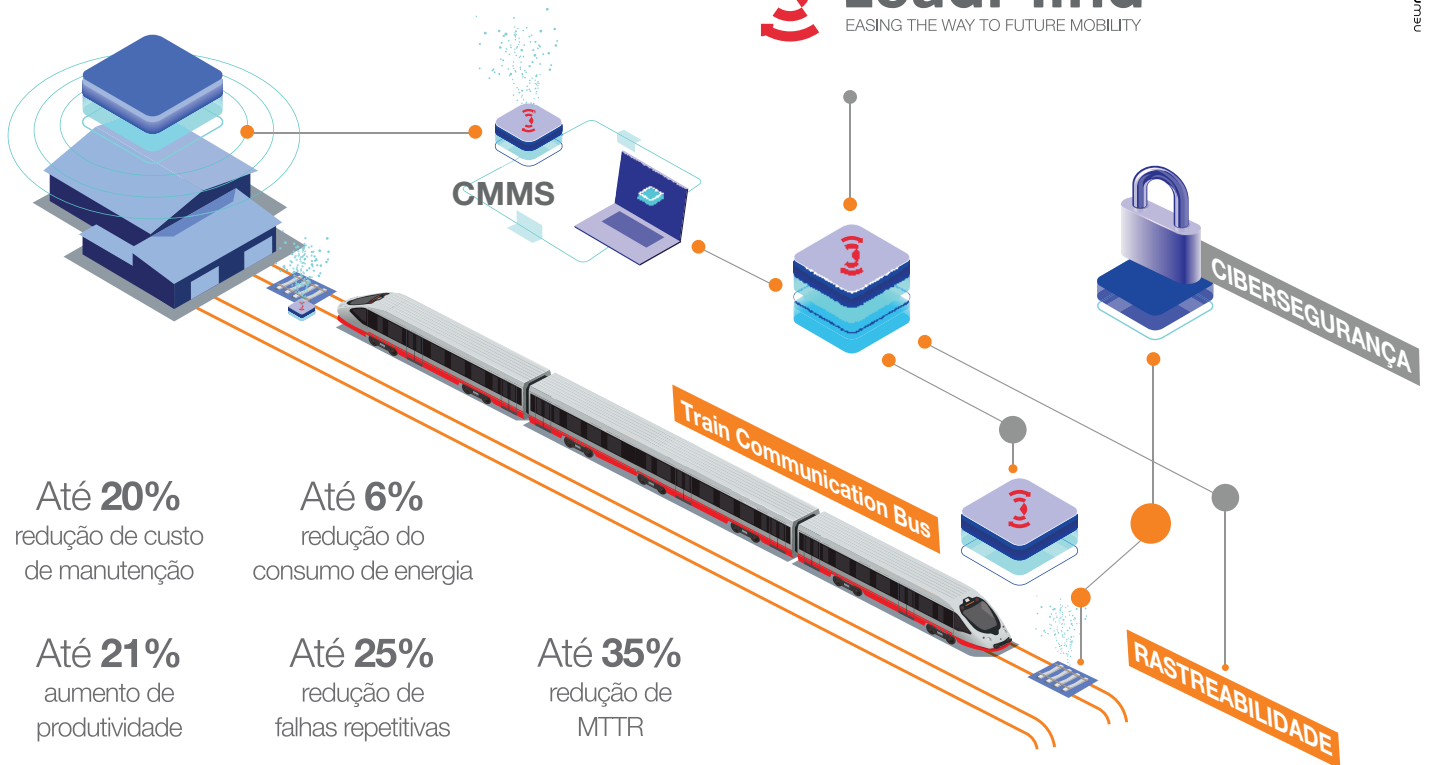 EASING THE WAY TO FUTURE MOBILITY
CMMS
CIBERSEGURANÇA
Train Communication Bus
RASTREABILIDADE
Até 20%
redução de custo
de manutenção
Até 6%
redução do
consumo de energia
Até 21%
aumento de
produtividade
Até 25%
redução de
falhas repetitivas
Até 35%
redução de
MTTR